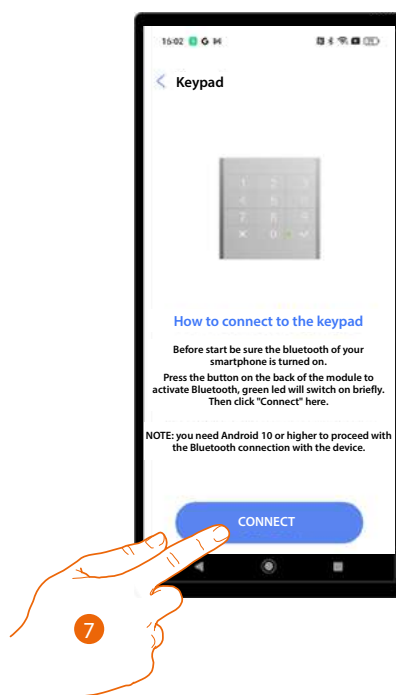 16:02
Keypad
1 2 3
4 5 6
7 8 9
0
How to connect to the keypad
Before start be sure the bluetooth of your
smartphone is turned on.
Press the button on the back of the module to
activate Bluetooth, green led will switch on briefly.
Then click "Connect" here.
NOTE: you need Android 10 or higher to proceed with
the Bluetooth connection with the device.
CONNECT
7